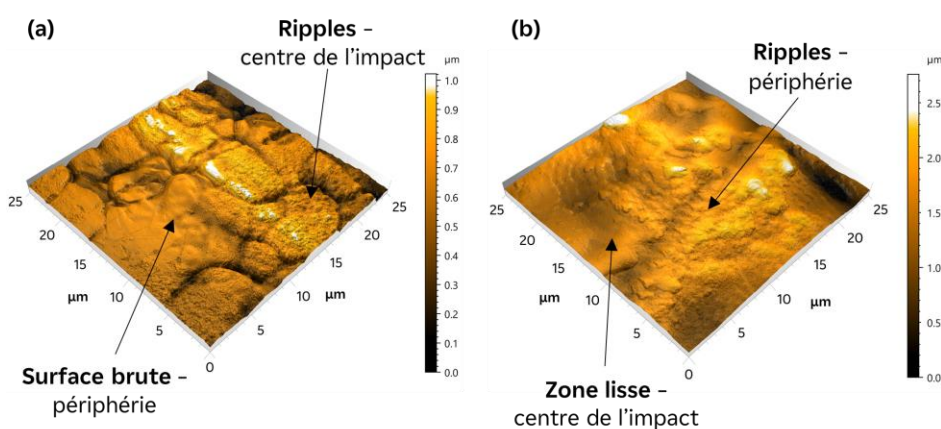 (a)
Ripples –
centre de l'impact
µm
1.0
0.9
0.8
0.7
0.6
0.5
0.4
0.3
0.2
0.1
0.0
25
20
15
µm
10
5
0
5
10
µm
15
20
25
Surface brute –
périphérie
(b)
Ripples –
périphérie
µm
2.5
2.0
1.5
1.0
0.5
0.0
25
20
15
µm
10
5
0
5
10
µm
15
20
25
Zone lisse –
centre de l'impact